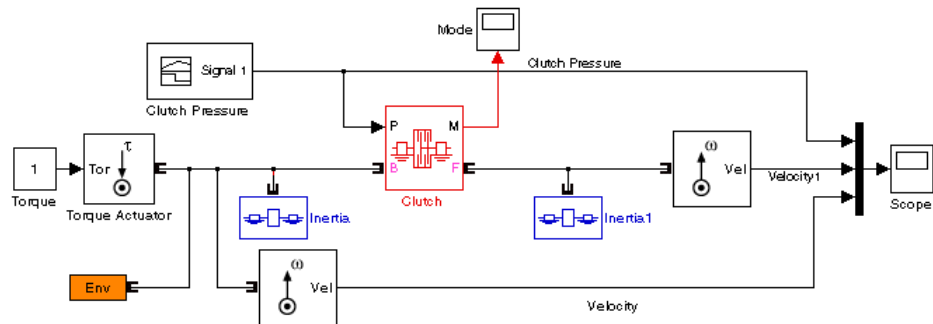 Mode
Signal 1
Clutch Pressure
Clutch Pressure
P
M
B
F
Clutch
1
Torque
Tor
τ
Torque Actuator
Inertia
Inertia1
ω
Vel
Velocity1
Scope
Env
ω
Vel
Velocity